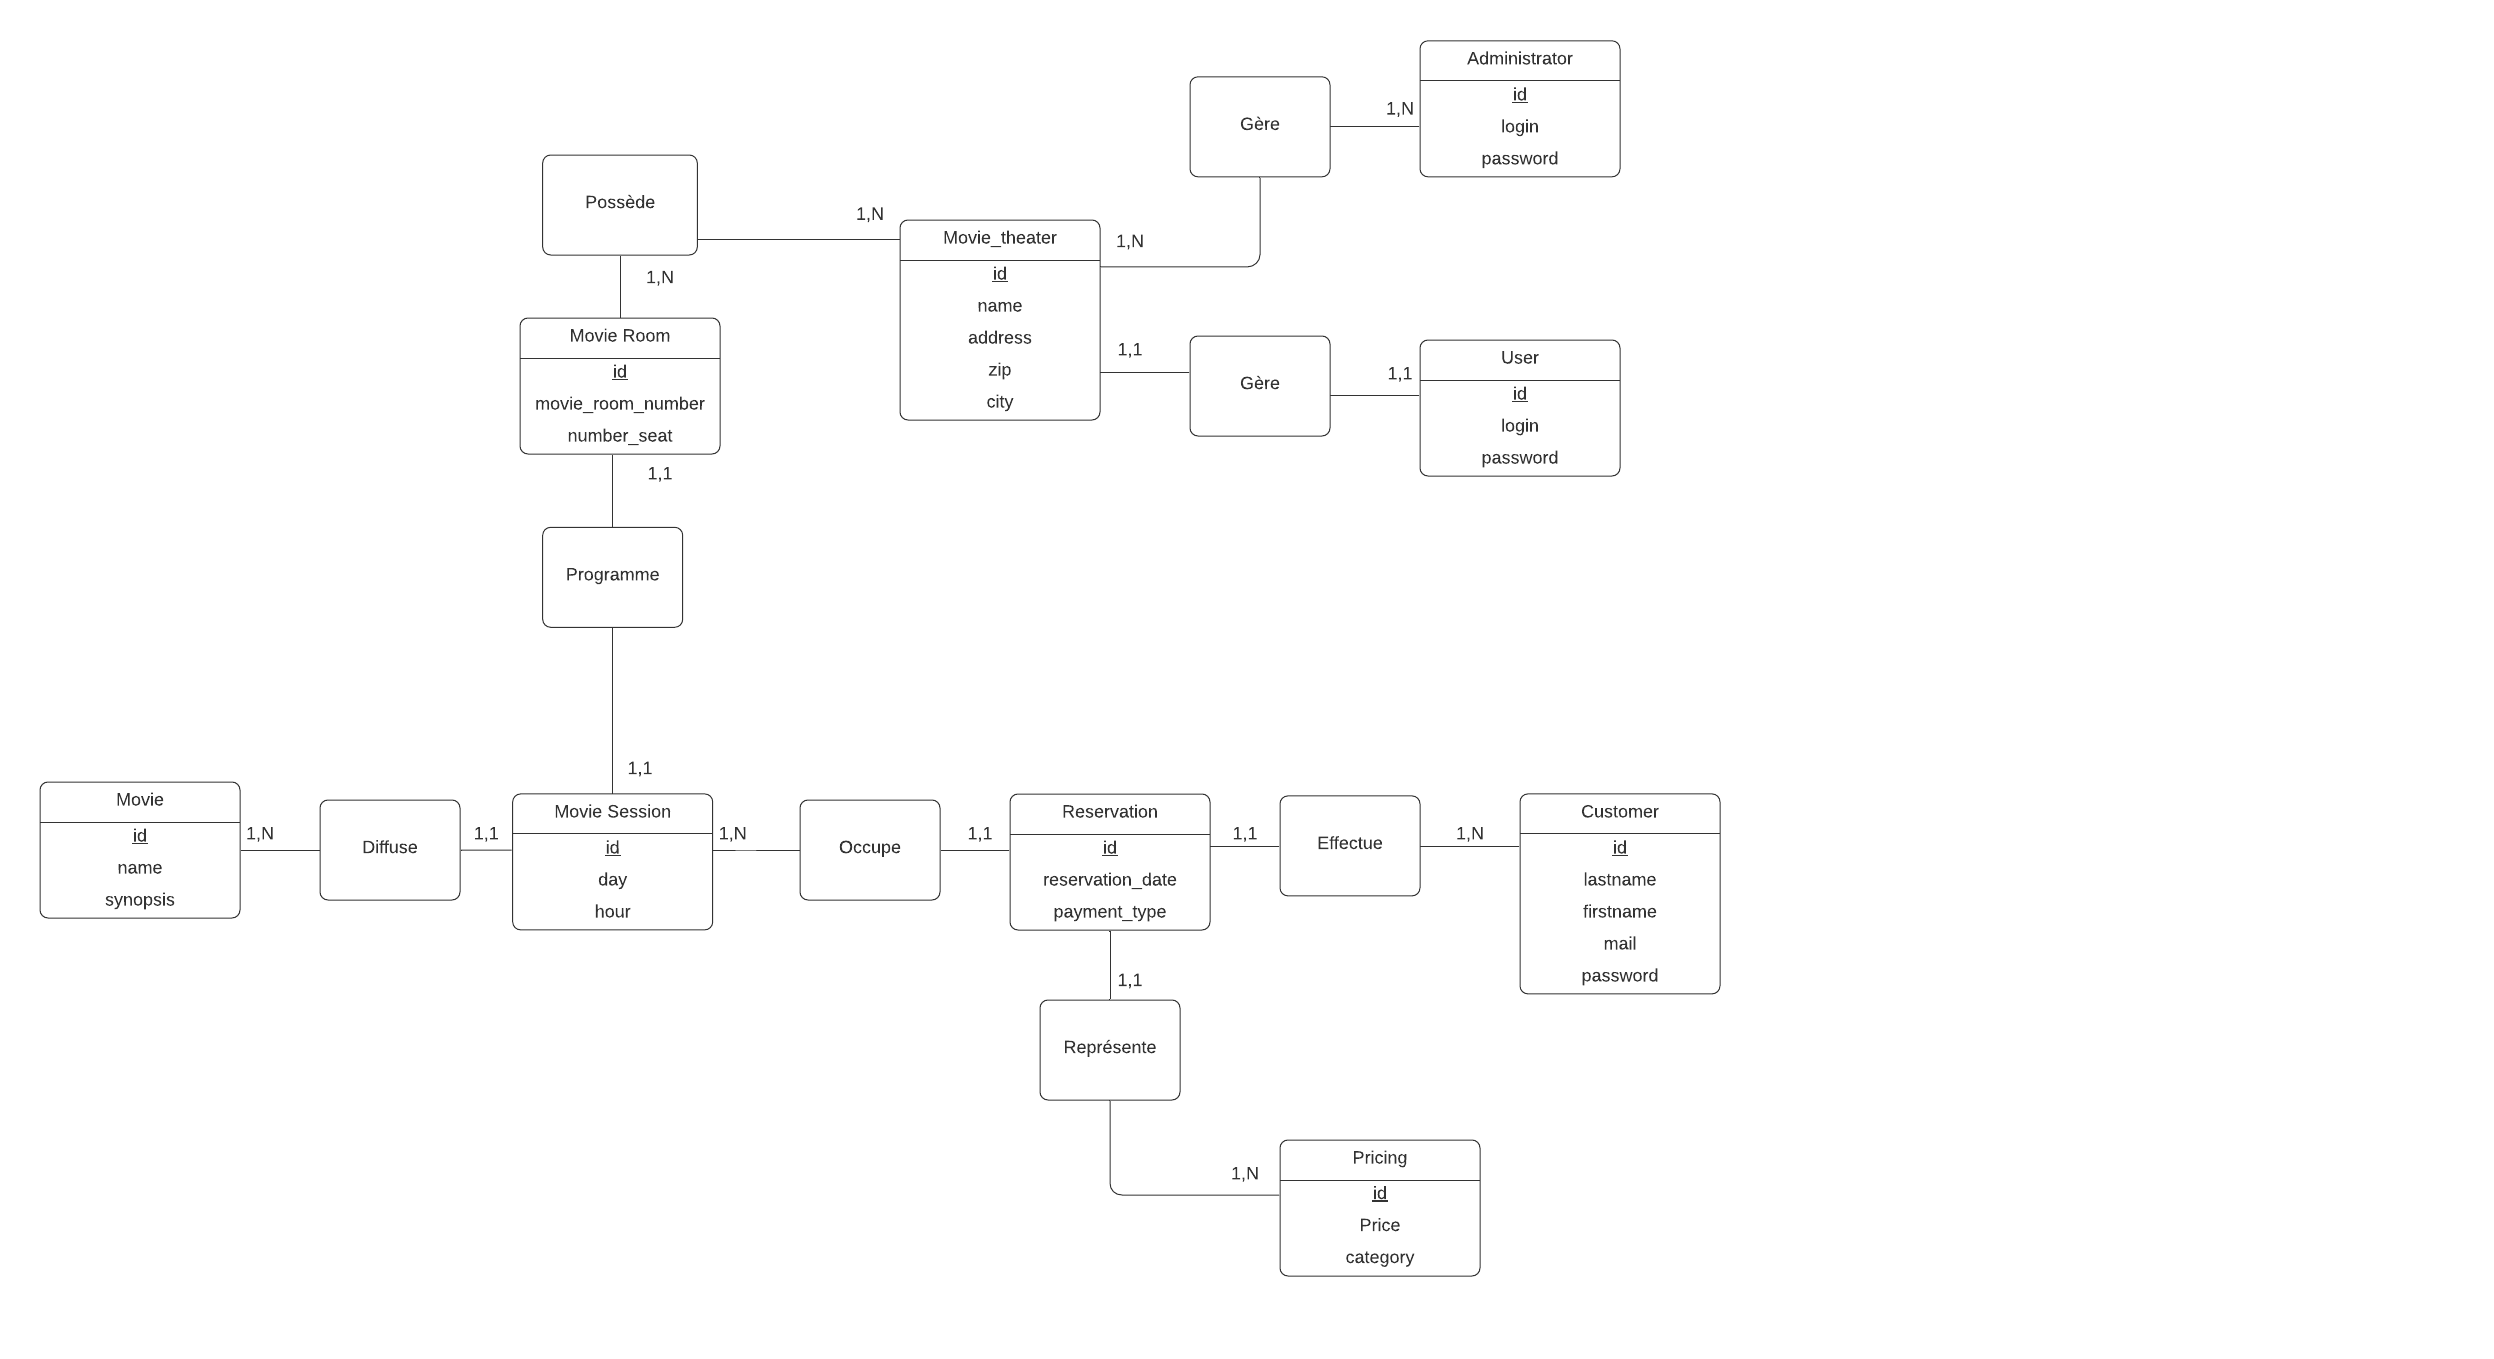 Administrator
id
login
password
1,N
Gère
Possède
1,N
Movie_theater
id
name
address
zip
city
1,N
1,N
Movie Room
id
movie_room_number
number_seat
1,1
Gère
1,1
User
id
login
password
1,1
Programme
1,1
Movie
id
name
synopsis
1,N
Diffuse
1,1
Movie Session
id
day
hour
1,N
Occupe
1,1
Reservation
id
reservation_date
payment_type
1,1
Effectue
1,N
Customer
id
lastname
firstname
mail
password
1,1
Représente
1,N
Pricing
id
Price
category